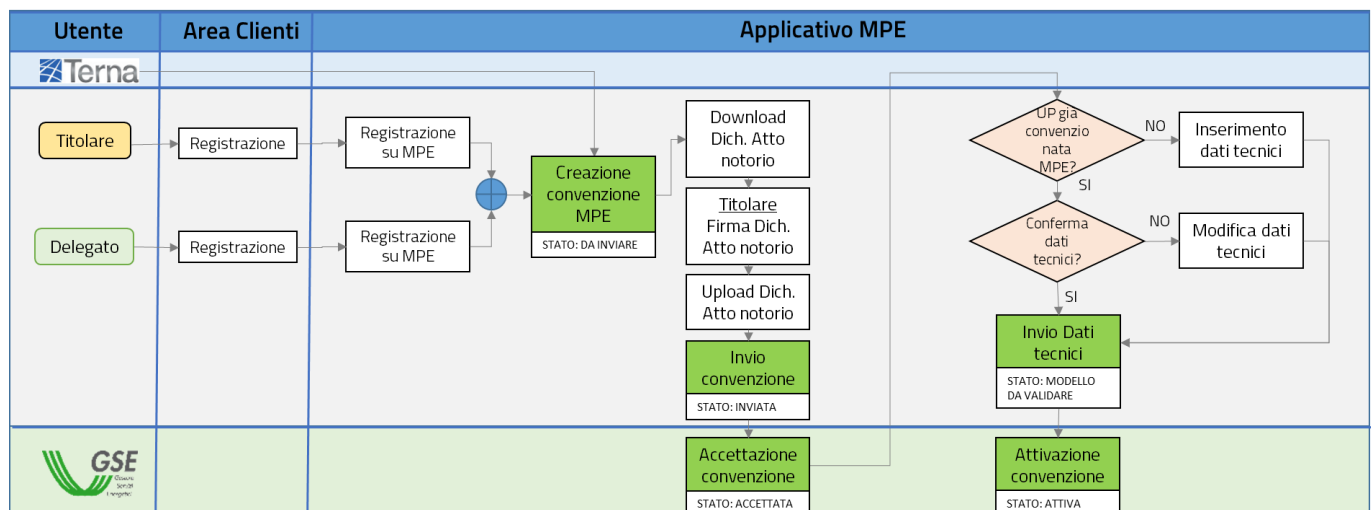 Utente
Area Clienti
Applicativo MPE
Terna
Titolare
Registrazione
Registrazione
su MPE
Delegato
Registrazione
Registrazione
su MPE
Creazione
convenzione
MPE
STATO: DA INVIARE
Download
Dich. Atto
notorio
Titolare
Firma Dich.
Atto notorio
Upload Dich.
Atto notorio
Invio
convenzione
STATO: INVIATA
UP già
convenzio
nata
MPE?
NO
Inserimento
dati tecnici
SI
Conferma
dati
tecnici?
NO
Modifica dati
tecnici
SI
Invio Dati
tecnici
STATO: MODELLO
DA VALIDARE
GSE
Gestore
Servizi
Energetici
Accettazione
convenzione
STATO: ACCETTATA
Attivazione
convenzione
STATO: ATTIVA